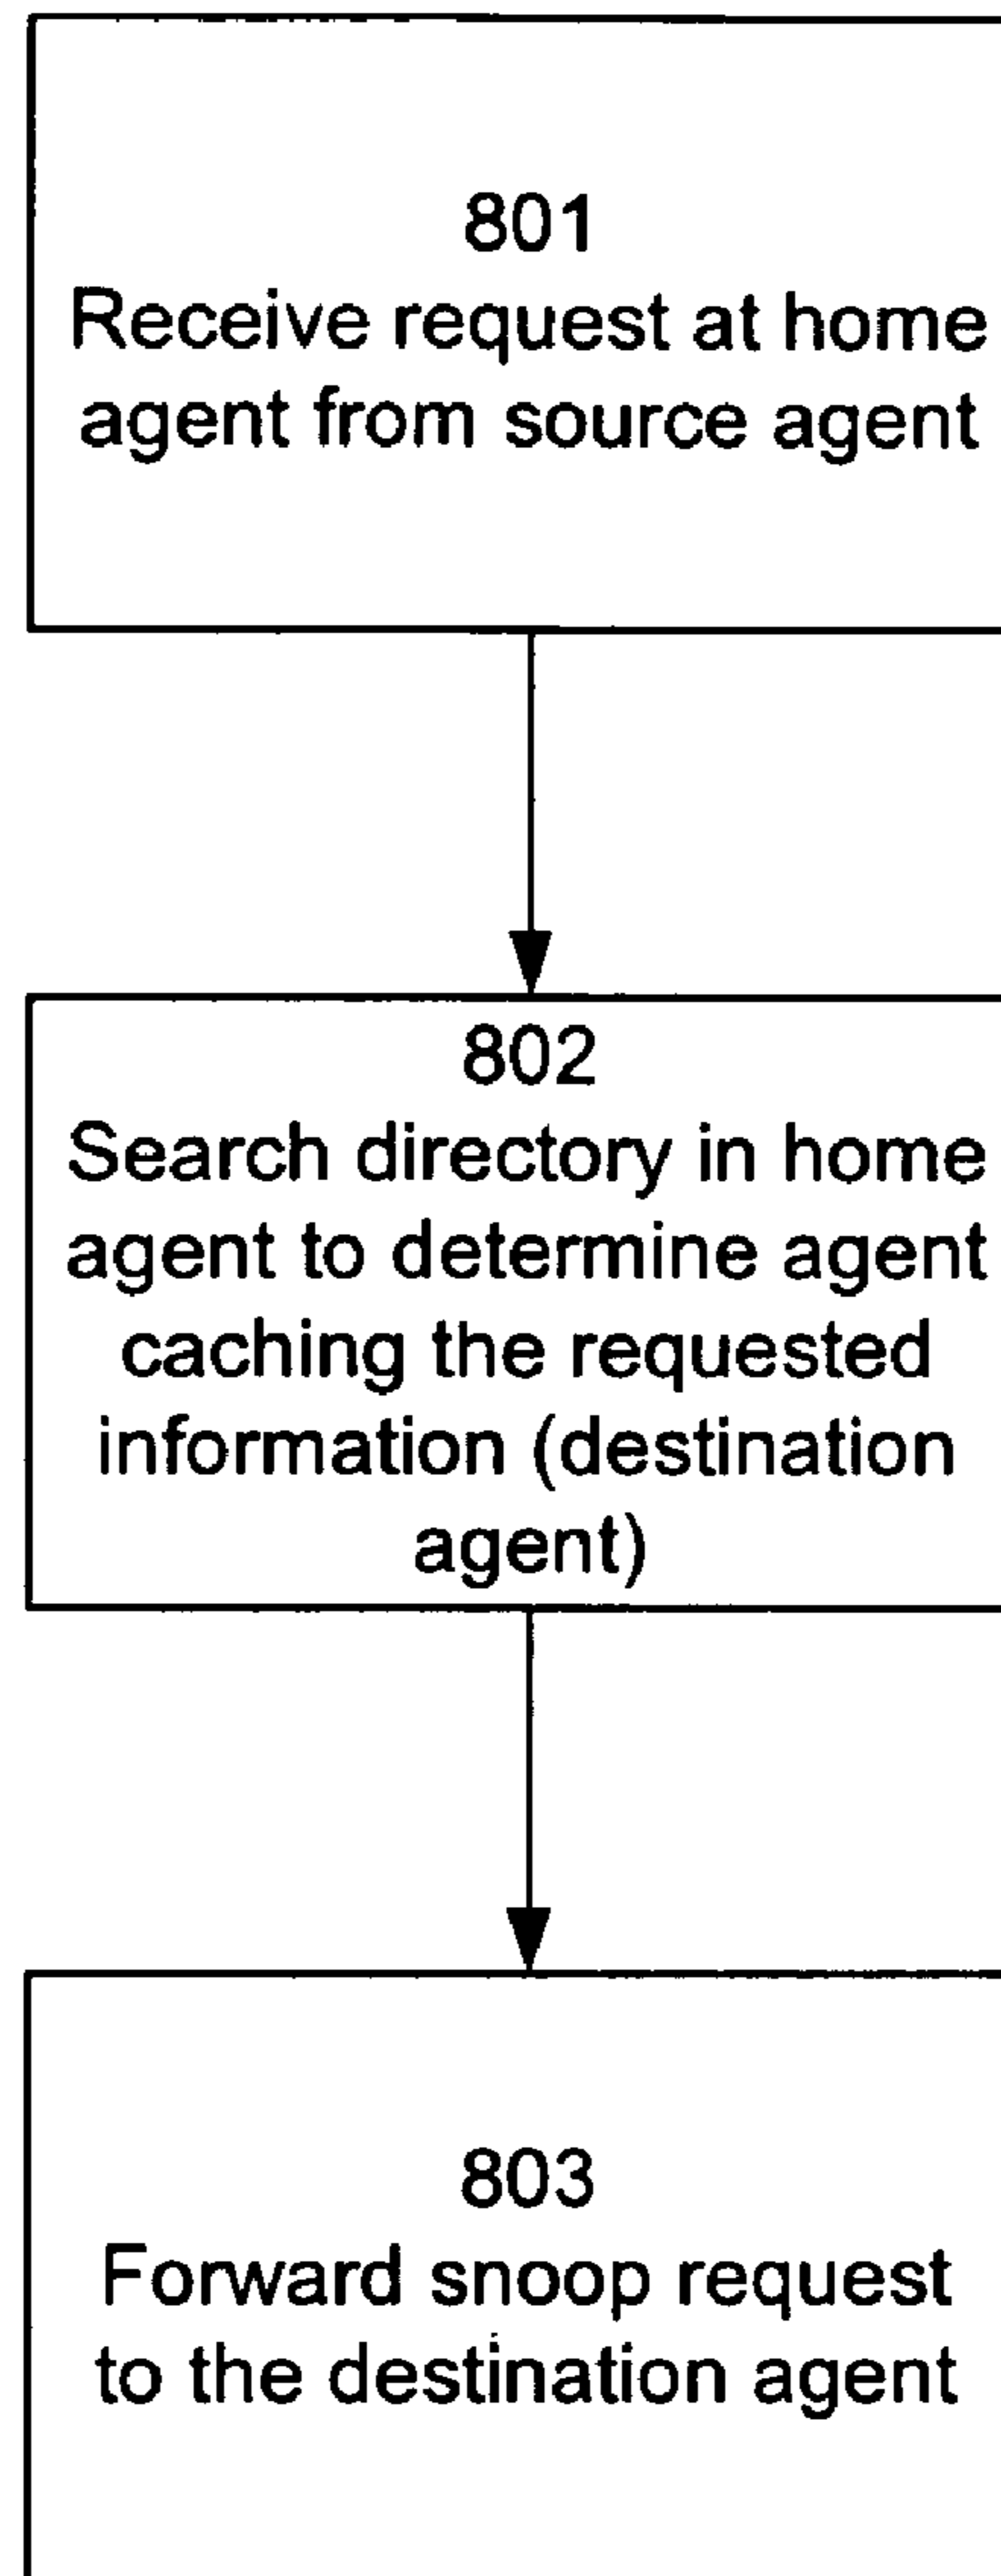 801
Receive request at home
agent from source agent
802
Search directory in home
agent to determine agent
caching the requested
information (destination
agent)
803
Forward snoop request
to the destination agent